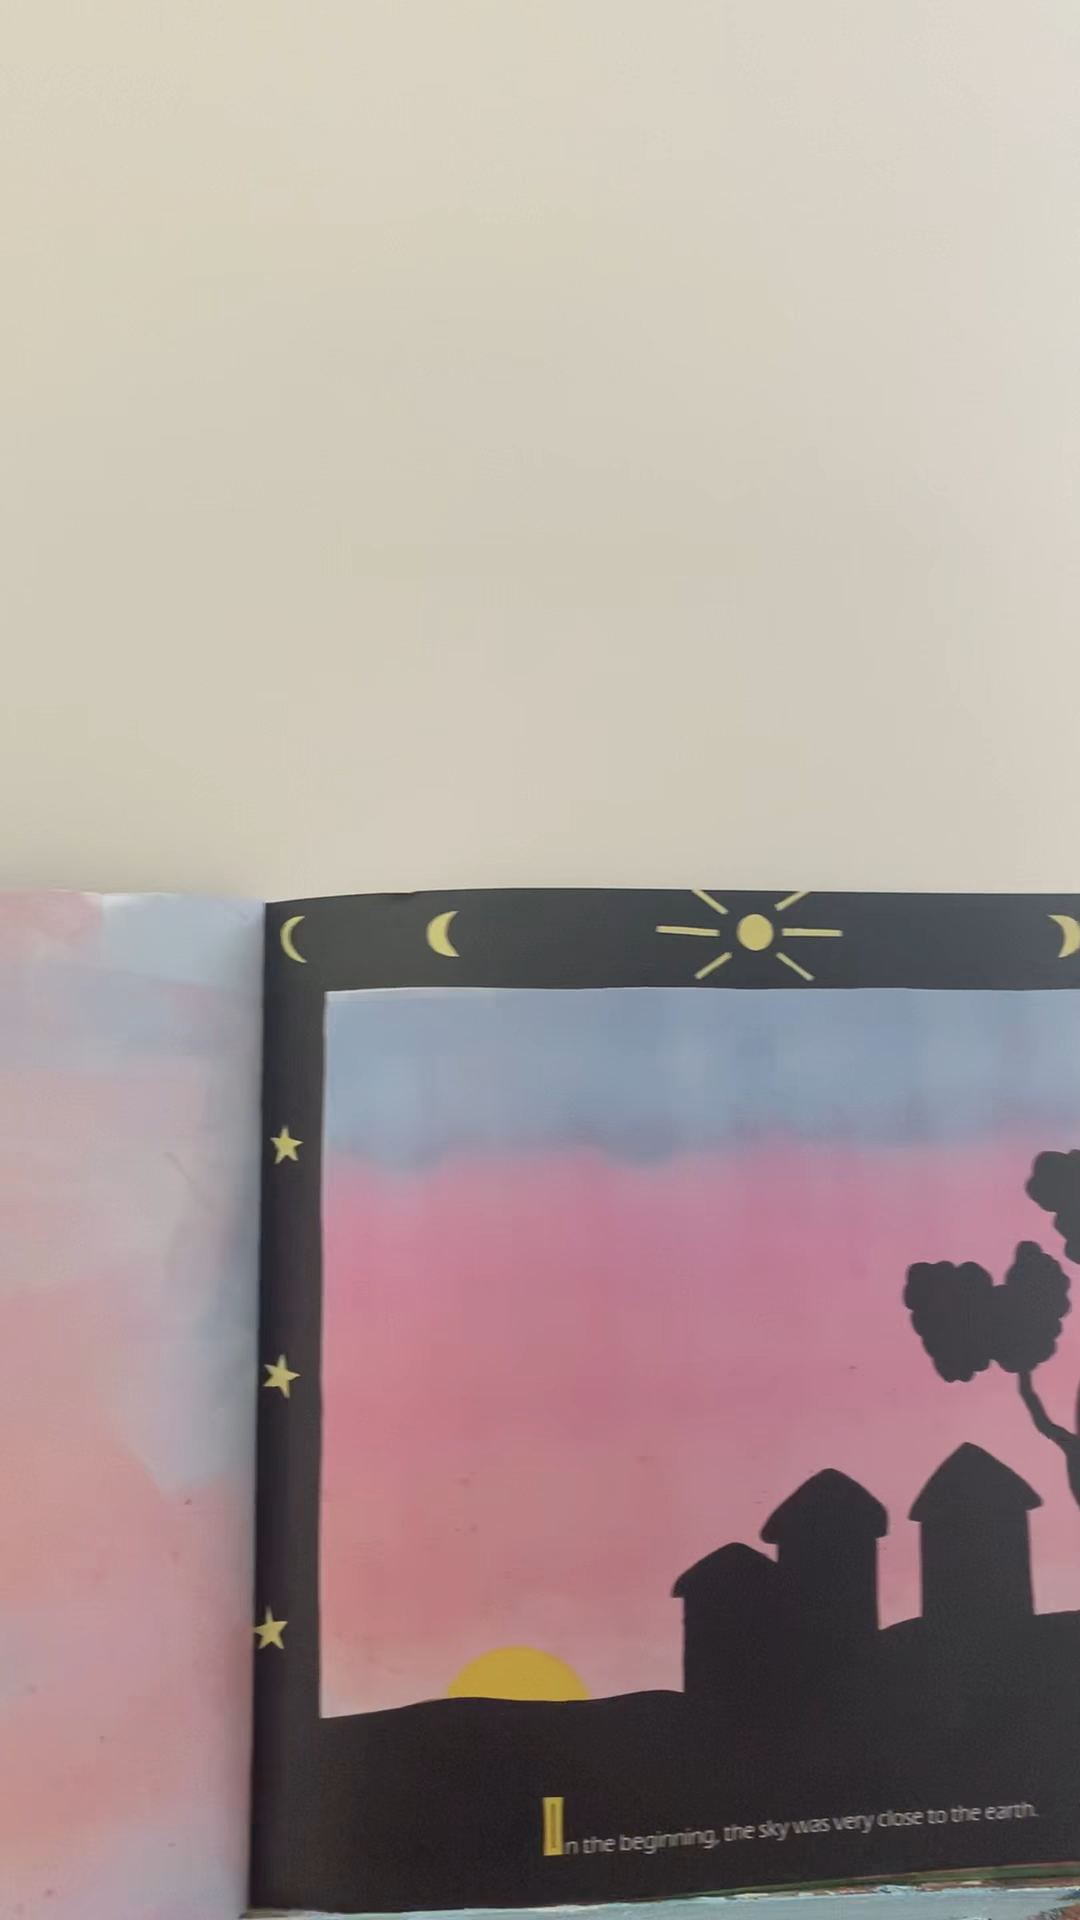 In the beginning, the sky was very close to the earth.